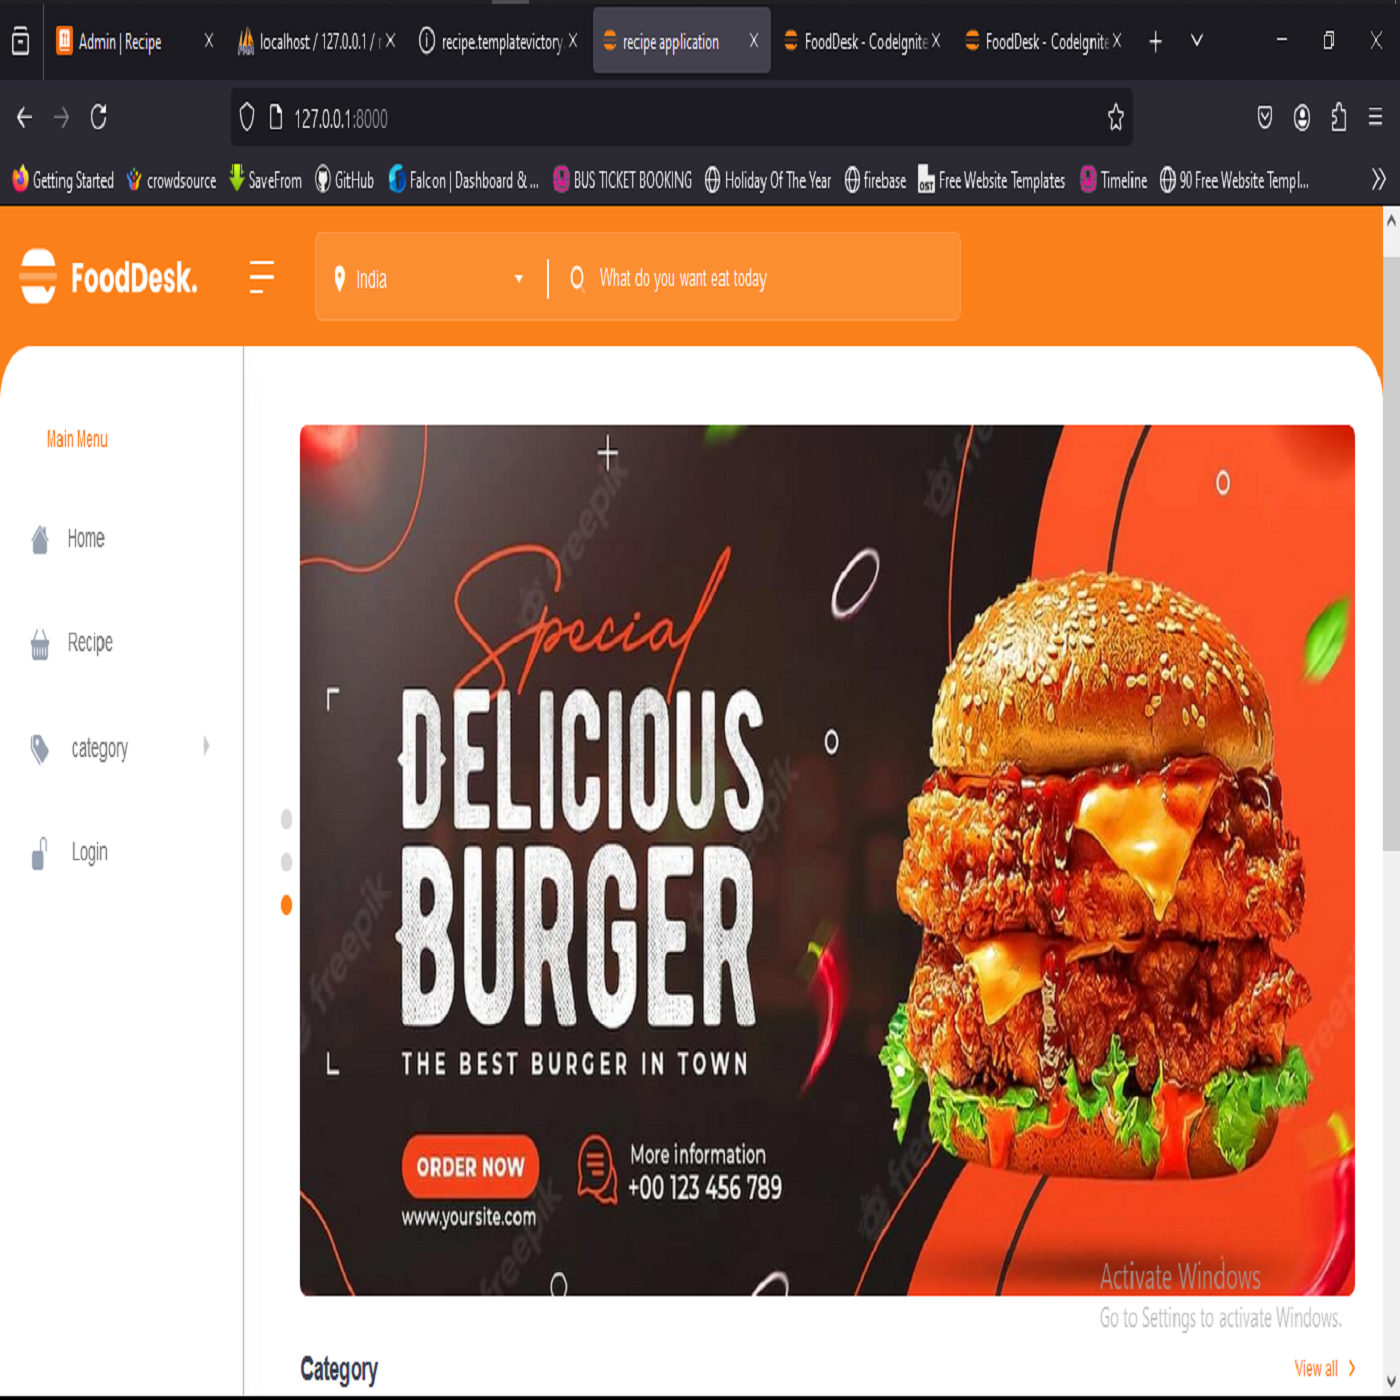 Admin | Recipe
localhost / 127.0.0.1 / r
recipe.templatevictory.
recipe application
FoodDesk - CodeIgnite
FoodDesk - CodeIgnite
127.0.0.1:8000
Getting Started
crowdsource
SaveFrom
GitHub
Falcon | Dashboard & ...
BUS TICKET BOOKING
Holiday Of The Year
firebase
Free Website Templates
Timeline
90 Free Website Templ...
FoodDesk.
India
What do you want eat today
Main Menu
Home
Recipe
category
Login
Special
DELICIOUS
BURGER
THE BEST BURGER IN TOWN
ORDER NOW
www.yoursite.com
More information
+00 123 456 789
freepik
freepik
freepik
Activate Windows
Go to Settings to activate Windows.
Category
View all